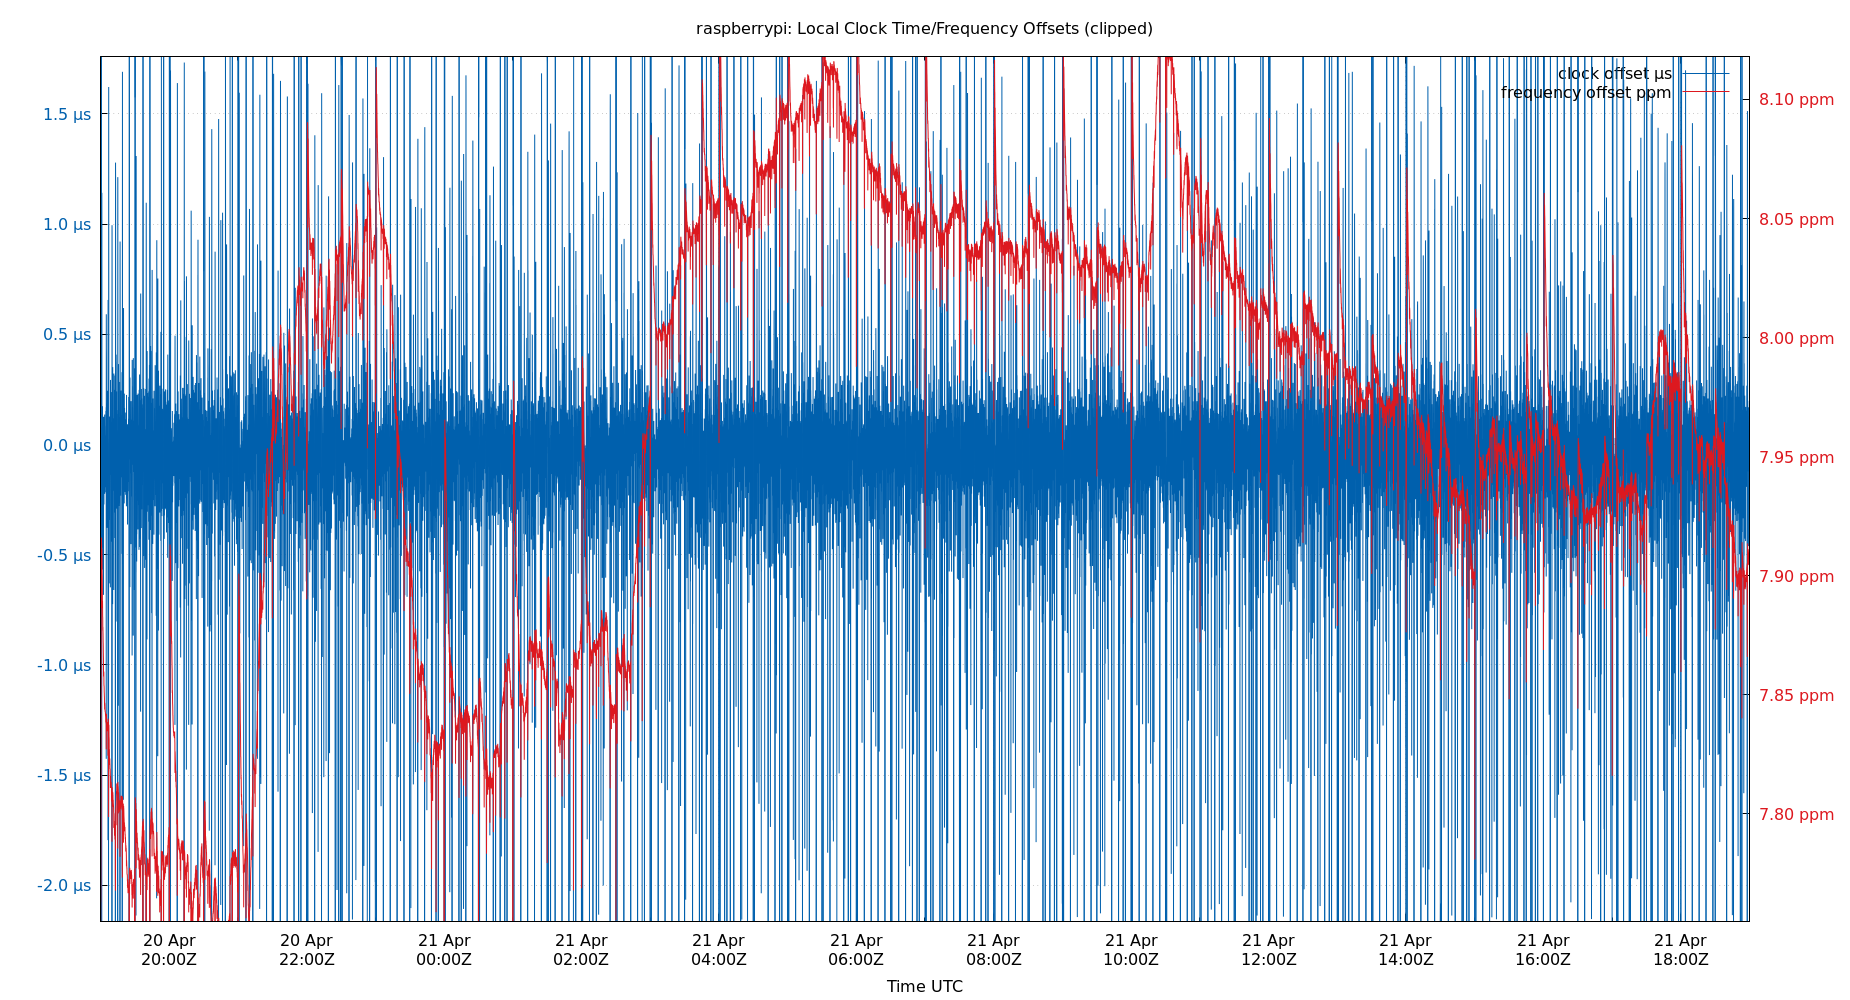 raspberrypi: Local Clock Time/Frequency Offsets (clipped)
clock offset µs
frequency offset ppm
1.5 µs
1.0 µs
0.5 µs
0.0 µs
-0.5 µs
-1.0 µs
-1.5 µs
-2.0 µs
8.10 ppm
8.05 ppm
8.00 ppm
7.95 ppm
7.90 ppm
7.85 ppm
7.80 ppm
20 Apr 20 Apr 21 Apr 21 Apr 21 Apr 21 Apr 21 Apr 21 Apr 21 Apr 21 Apr 21 Apr 21 Apr
20:00Z 22:00Z 00:00Z 02:00Z 04:00Z 06:00Z 08:00Z 10:00Z 12:00Z 14:00Z 16:00Z 18:00Z
Time UTC